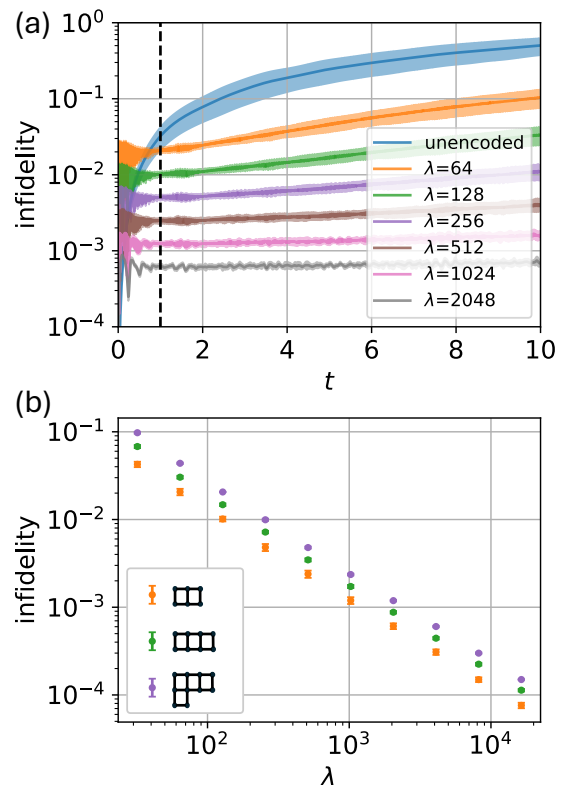 (a)
10⁰
10⁻¹
10⁻²
10⁻³
10⁻⁴
infidelity
unencoded
λ=64
λ=128
λ=256
λ=512
λ=1024
λ=2048
0 2 4 6 8 10
t
(b)
10⁻¹
10⁻²
10⁻³
10⁻⁴
infidelity
10² 10³ 10⁴
λ